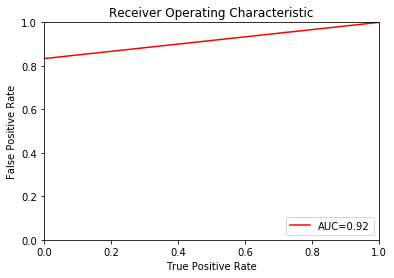 Receiver Operating Characteristic
1.0
0.8
0.6
0.4
0.2
0.0
False Positive Rate
AUC=0.92
0.0 0.2 0.4 0.6 0.8 1.0
True Positive Rate